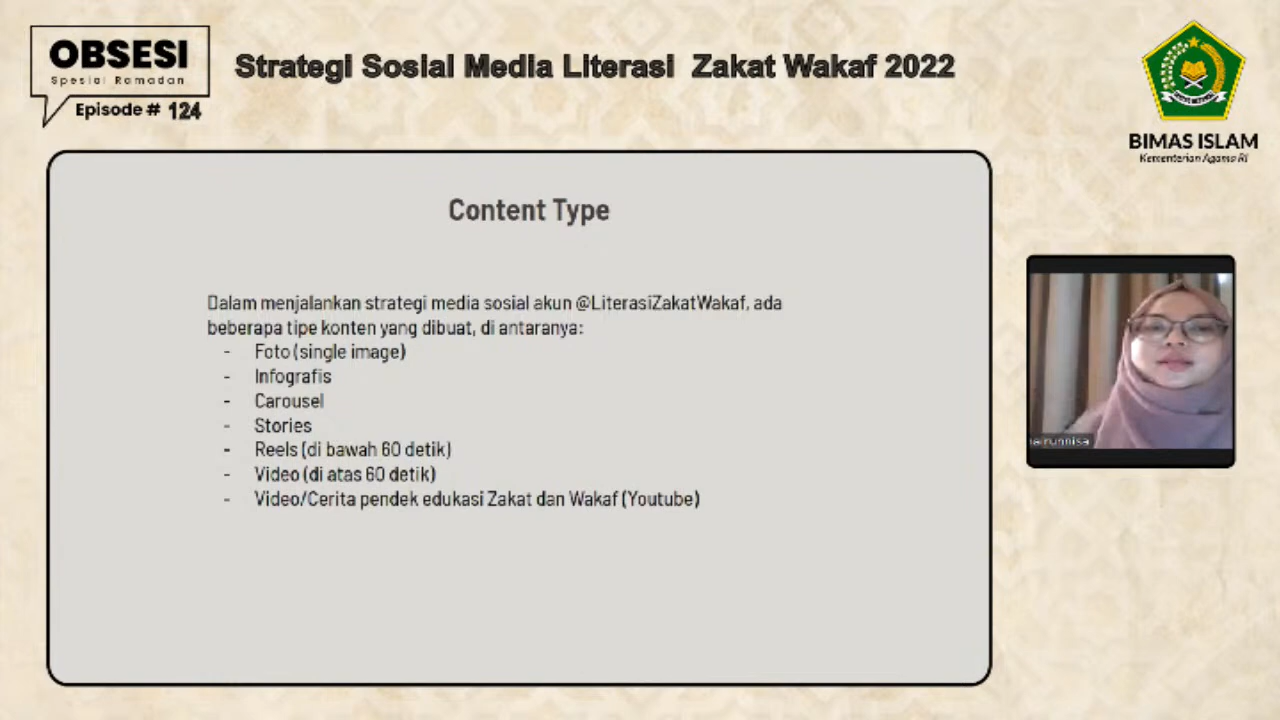 OBSESI
Spesial Ramadan
Episode # 124
Strategi Sosial Media Literasi Zakat Wakaf 2022
BIMAS ISLAM
Kementerian Agama RI
Content Type
Dalam menjalankan strategi media sosial akun @LiterasiZakatWakaf, ada
beberapa tipe konten yang dibuat, di antaranya:
- Foto (single image)
- Infografis
- Carousel
- Stories
- Reels (di bawah 60 detik)
- Video (di atas 60 detik)
- Video/Cerita pendek edukasi Zakat dan Wakaf (Youtube)